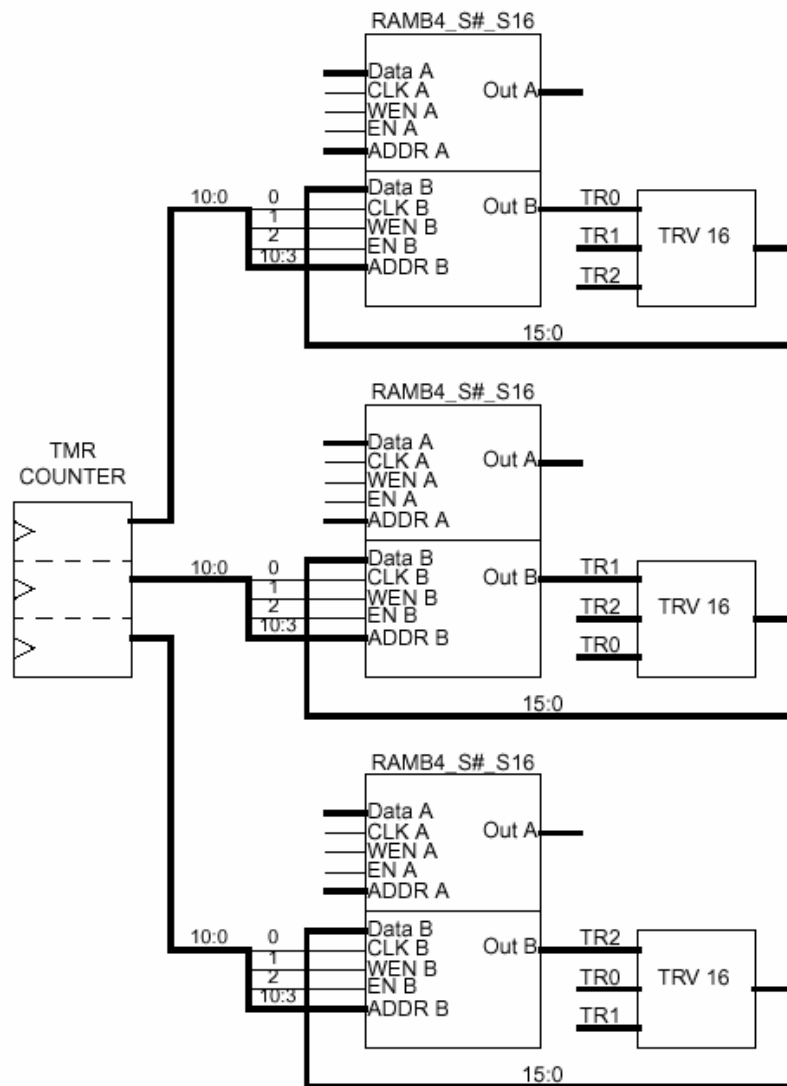 RAMB4_S#_S16
Data A
CLK A
WEN A
EN A
ADDR A
Out A
10:0
0
1
2
10:3
Data B
CLK B
WEN B
EN B
ADDR B
Out B
TR0
TR1
TR2
TRV 16
15:0
RAMB4_S#_S16
Data A
CLK A
WEN A
EN A
ADDR A
Out A
TMR
COUNTER
10:0
0
1
2
10:3
Data B
CLK B
WEN B
EN B
ADDR B
Out B
TR1
TR2
TR0
TRV 16
15:0
RAMB4_S#_S16
Data A
CLK A
WEN A
EN A
ADDR A
Out A
10:0
0
1
2
10:3
Data B
CLK B
WEN B
EN B
ADDR B
Out B
TR2
TR0
TR1
TRV 16
15:0